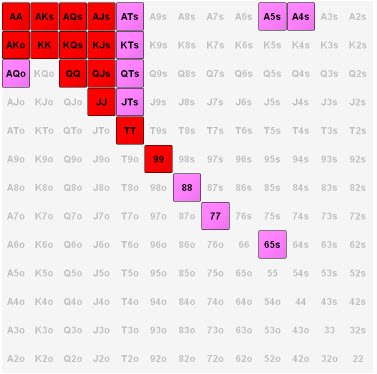 AA AKs AQs AJs ATs A9s A8s A7s A6s A5s A4s A3s A2s
AKo KK KQs KJs KTs K9s K8s K7s K6s K5s K4s K3s K2s
AQo KQo QQ QJs QTs Q9s Q8s Q7s Q6s Q5s Q4s Q3s Q2s
AJo KJo QJo JJ JTs J9s J8s J7s J6s J5s J4s J3s J2s
ATo KTo QTo JTo TT T9s T8s T7s T6s T5s T4s T3s T2s
A9o K9o Q9o J9o T9o 99 98s 97s 96s 95s 94s 93s 92s
A8o K8o Q8o J8o T8o 98o 88 87s 86s 85s 84s 83s 82s
A7o K7o Q7o J7o T7o 97o 87o 77 76s 75s 74s 73s 72s
A6o K6o Q6o J6o T6o 96o 86o 76o 66 65s 64s 63s 62s
A5o K5o Q5o J5o T5o 95o 85o 75o 65o 55 54s 53s 52s
A4o K4o Q4o J4o T4o 94o 84o 74o 64o 54o 44 43s 42s
A3o K3o Q3o J3o T3o 93o 83o 73o 63o 53o 43o 33 32s
A2o K2o Q2o J2o T2o 92o 82o 72o 62o 52o 42o 32o 22